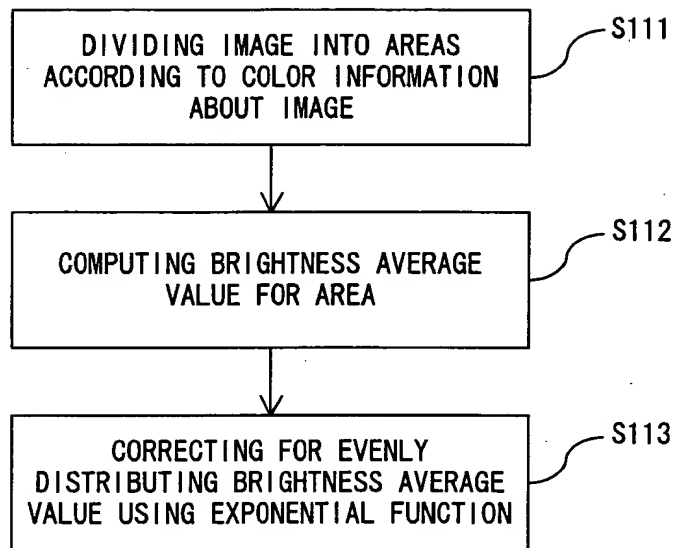 DIVIDING IMAGE INTO AREAS
ACCORDING TO COLOR INFORMATION
ABOUT IMAGE
S111
COMPUTING BRIGHTNESS AVERAGE
VALUE FOR AREA
S112
CORRECTING FOR EVENLY
DISTRIBUTING BRIGHTNESS AVERAGE
VALUE USING EXPONENTIAL FUNCTION
S113